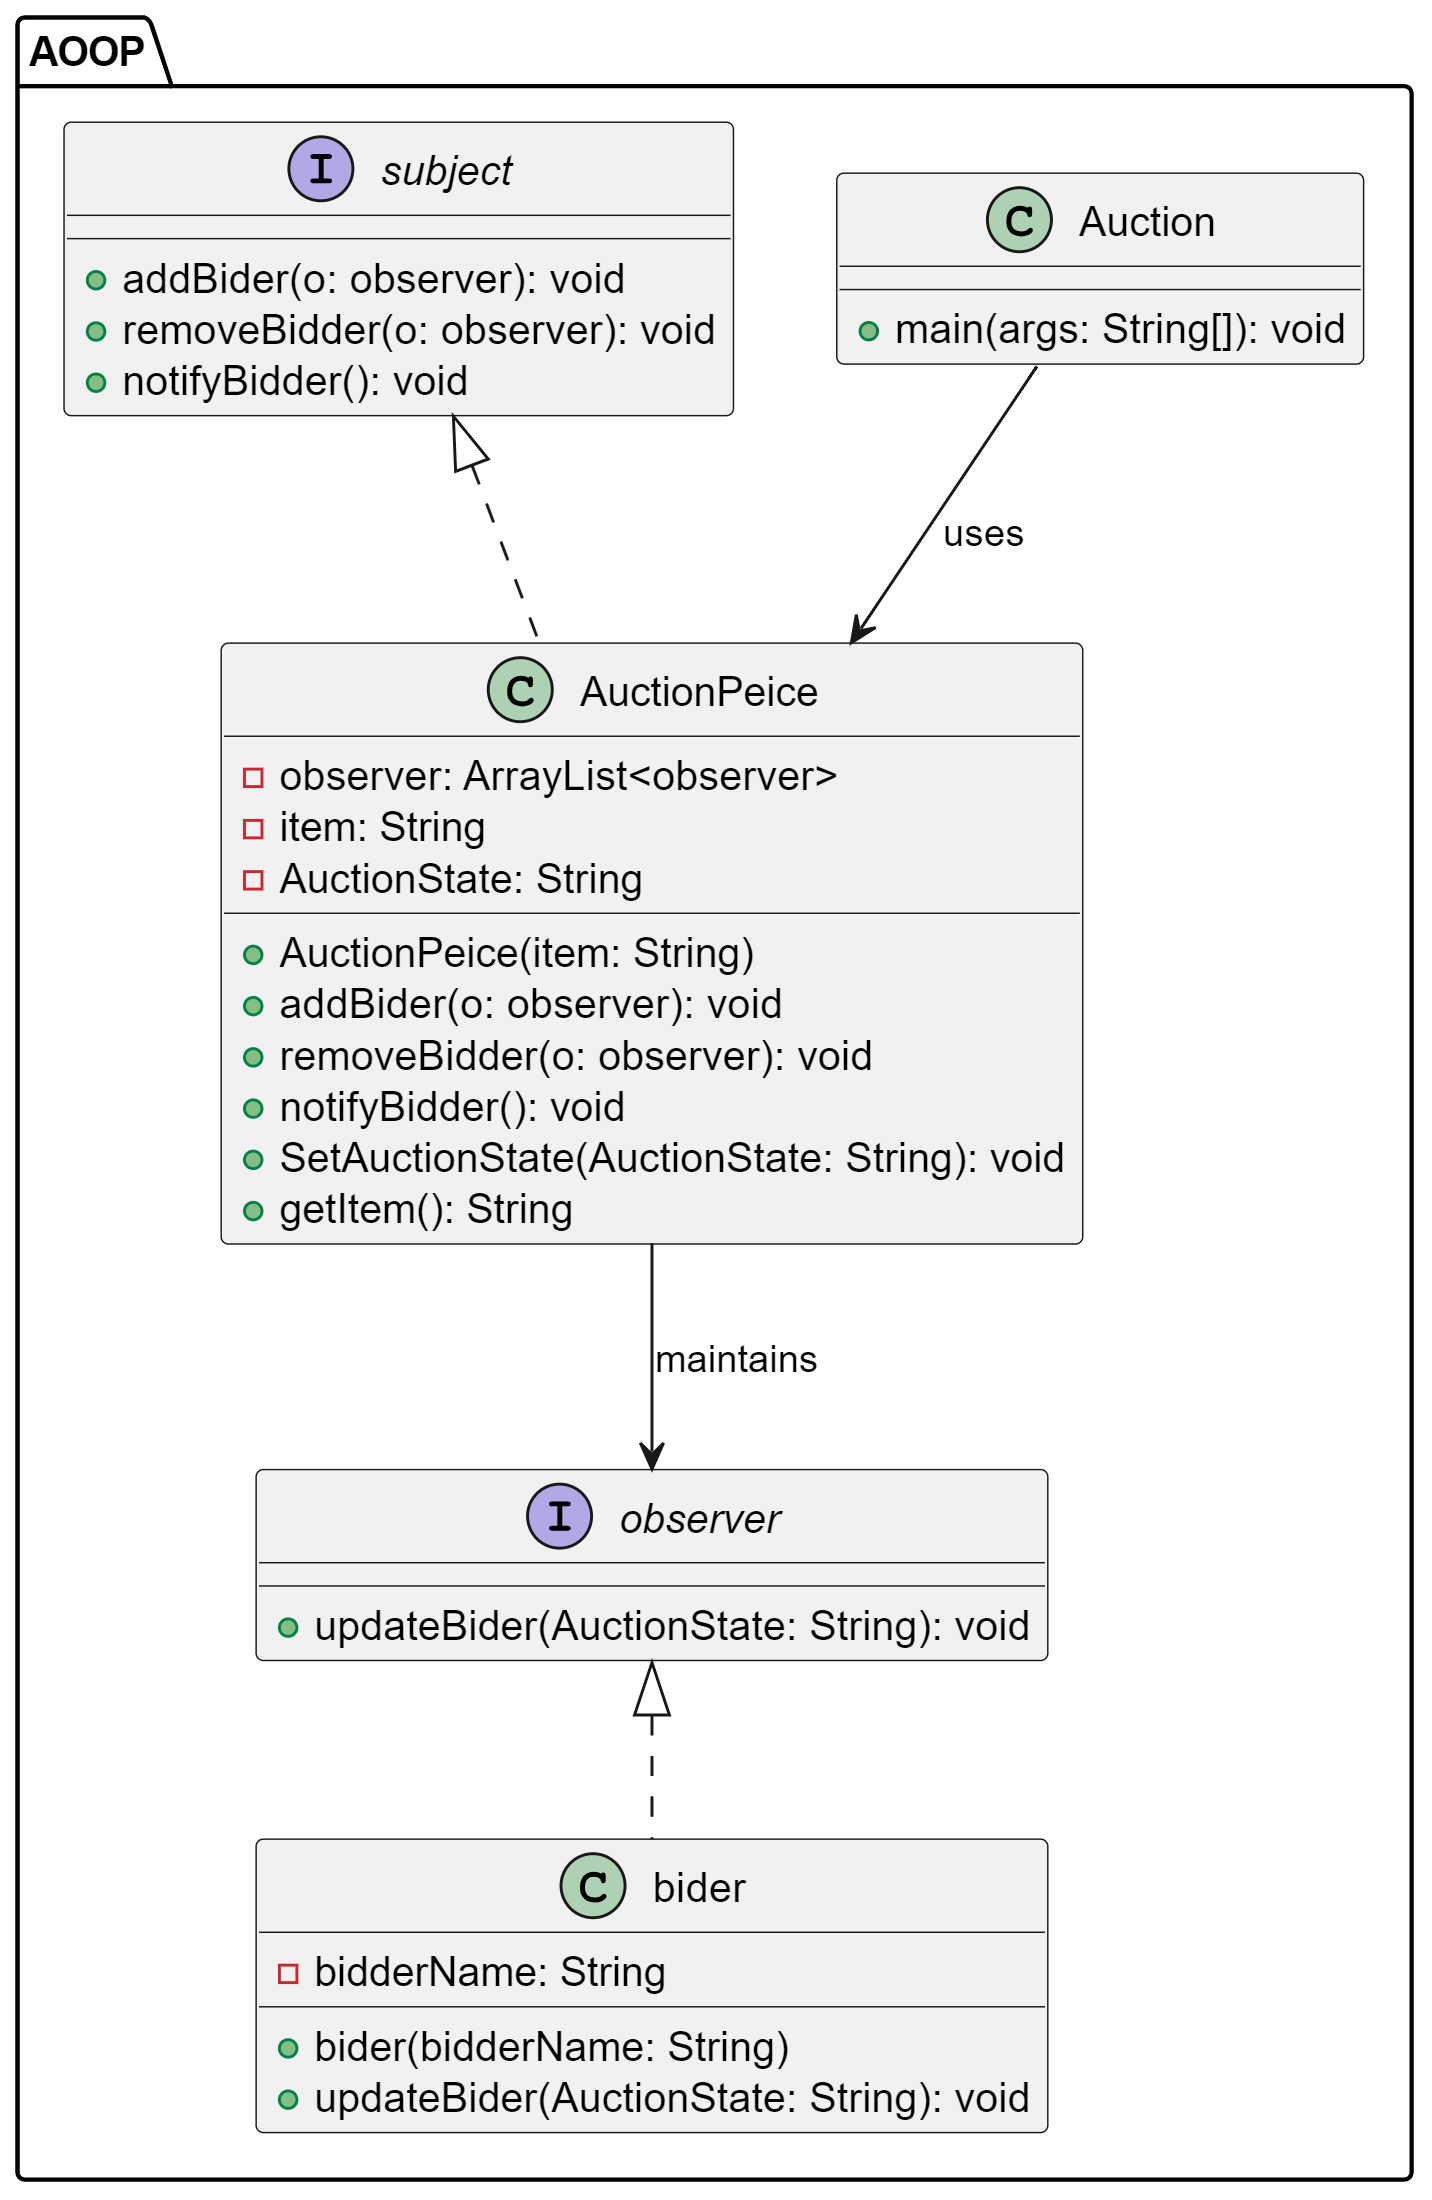 AOOP
I subject
addBider(o: observer): void
removeBidder(o: observer): void
notifyBidder(): void
C Auction
main(args: String[]): void
uses
C AuctionPeice
observer: ArrayList<observer>
item: String
AuctionState: String
AuctionPeice(item: String)
addBider(o: observer): void
removeBidder(o: observer): void
notifyBidder(): void
SetAuctionState(AuctionState: String): void
getItem(): String
maintains
I observer
updateBider(AuctionState: String): void
C bider
bidderName: String
bider(bidderName: String)
updateBider(AuctionState: String): void